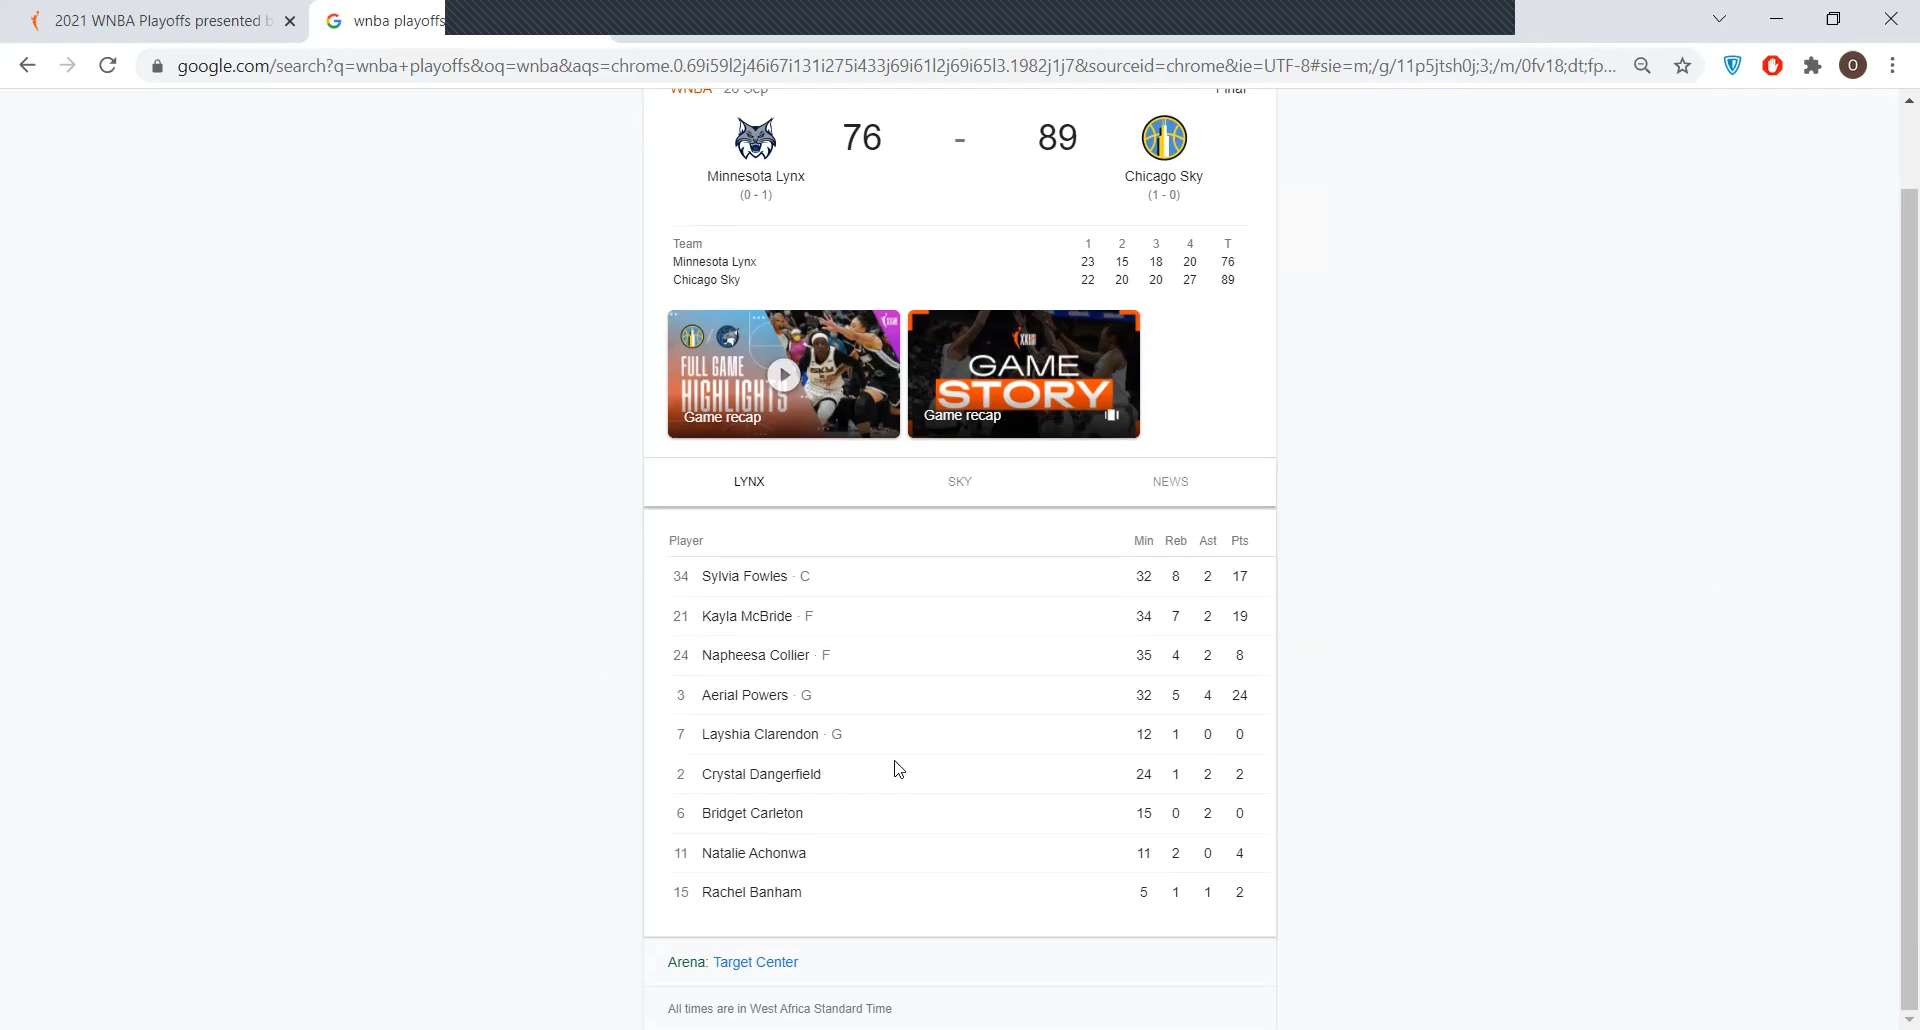 2021 WNBA Playoffs presented b
wnba playoffs
google.com/search?q=wnba+playoffs&oq=wnba&aqs=chrome.0.69i59l2j46i67i131i275i433j69i61l2j69i65l3.1982j1j7&sourceid=chrome&ie=UTF-8#sie=m;/g/11p5jtsh0j;3;/m/0fv18;dt;fp...
O
WNBA 26 Sep Final
76 - 89
Minnesota Lynx Chicago Sky
(0 - 1) (1 - 0)
Team 1 2 3 4 T
Minnesota Lynx 23 15 18 20 76
Chicago Sky 22 20 20 27 89
FULL GAME
HIGHLIGHTS
Game recap
GAME
STORY
Game recap
LYNX SKY NEWS
Player Min Reb Ast Pts
34 Sylvia Fowles · C 32 8 2 17
21 Kayla McBride · F 34 7 2 19
24 Napheesa Collier · F 35 4 2 8
3 Aerial Powers · G 32 5 4 24
7 Layshia Clarendon · G 12 1 0 0
2 Crystal Dangerfield 24 1 2 2
6 Bridget Carleton 15 0 2 0
11 Natalie Achonwa 11 2 0 4
15 Rachel Banham 5 1 1 2
Arena: Target Center
All times are in West Africa Standard Time